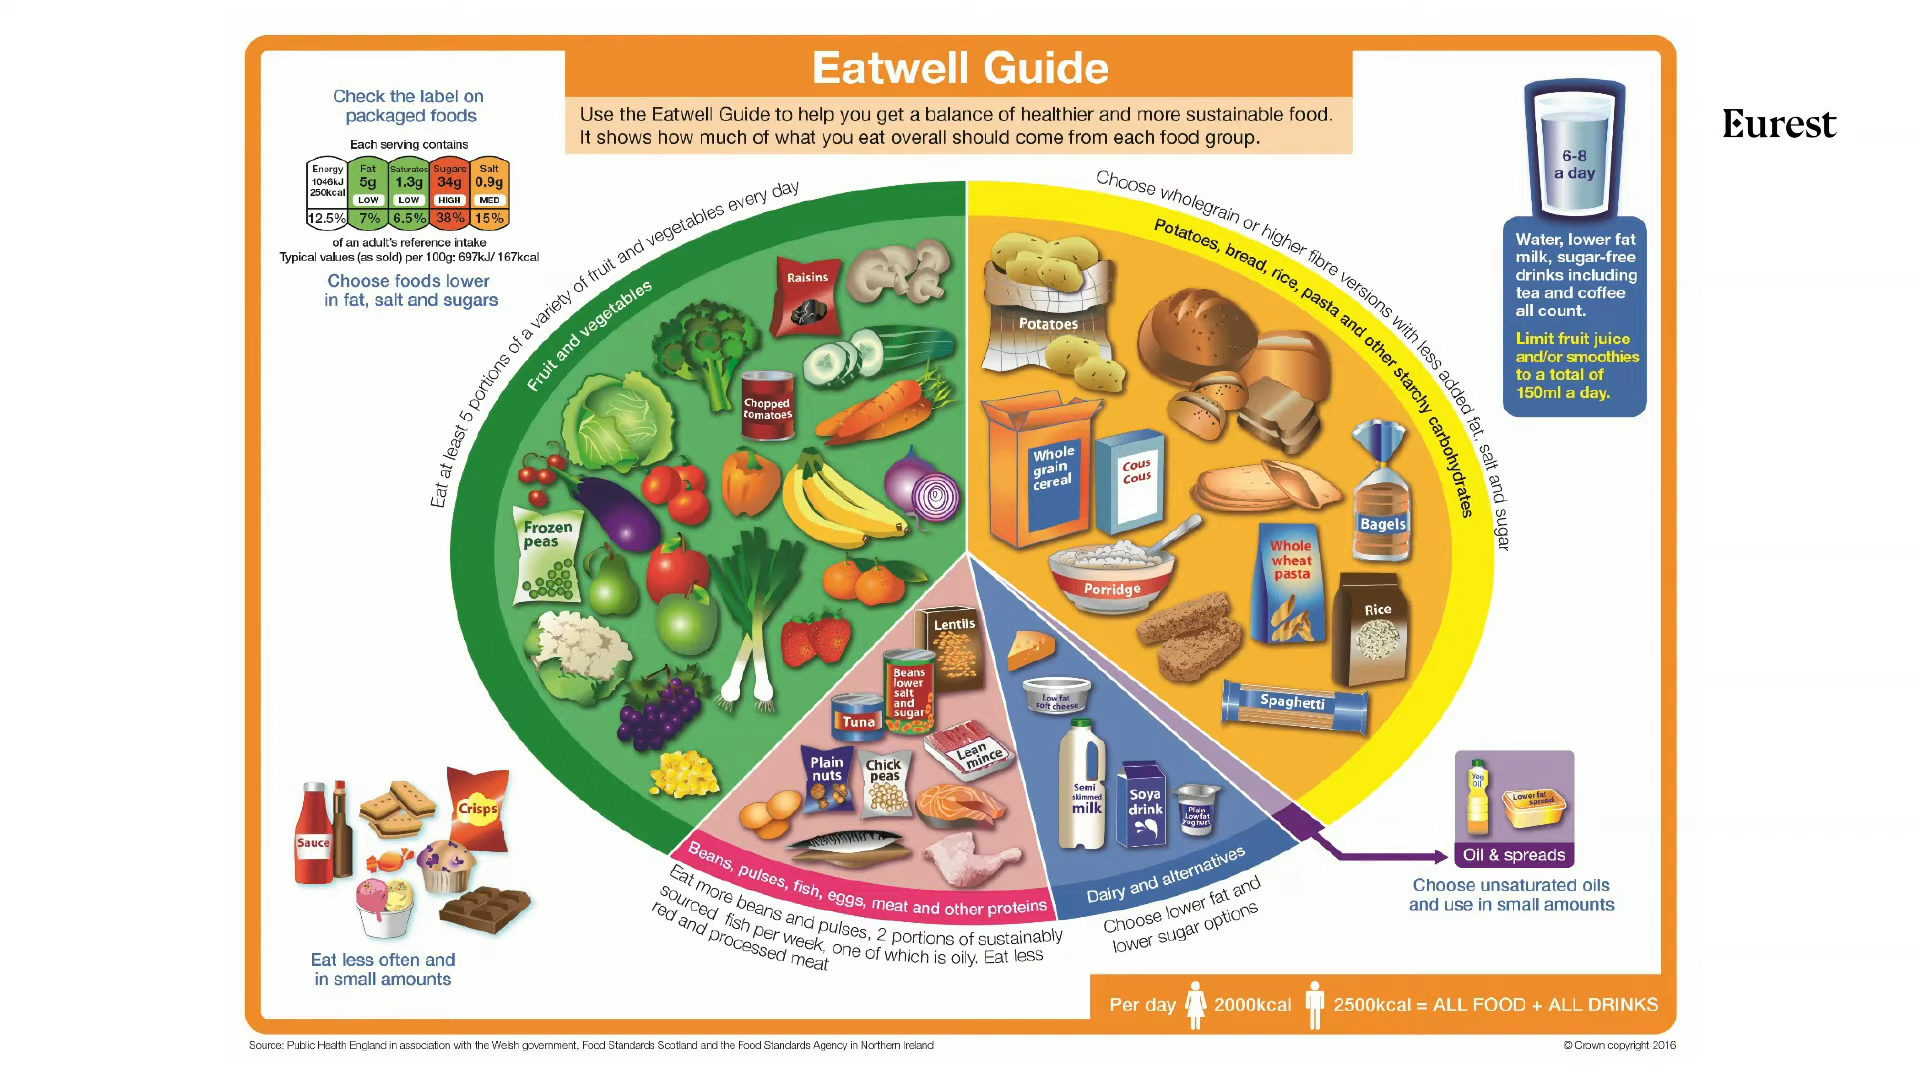 Eatwell Guide
Use the Eatwell Guide to help you get a balance of healthier and more sustainable food.
It shows how much of what you eat overall should come from each food group.
Eurest
Check the label on
packaged foods
Each serving contains
Energy
1046kJ
250kcal
12.5%
Fat
5g
LOW
7%
Saturates
1.3g
LOW
6.5%
Sugars
34g
HIGH
38%
Salt
0.9g
MED
15%
of an adult's reference intake
Typical values (as sold) per 100g: 697kJ/ 167kcal
Choose foods lower
in fat, salt and sugars
6-8
a day
Water, lower fat
milk, sugar-free
drinks including
tea and coffee
all count.
Limit fruit juice
and/or smoothies
to a total of
150ml a day.
Eat at least 5 portions of a variety of fruit and vegetables every day
Fruit and vegetables
Raisins
Chopped
tomatoes
Frozen
peas
Choose wholegrain or higher fibre versions with less added fat, salt and sugar
Potatoes, bread, rice, pasta and other starchy carbohydrates
Potatoes
Whole
grain
cereal
Cous
Cous
Bagels
Porridge
Whole
wheat
pasta
Rice
Spaghetti
Lentils
Beans
lower
salt
and
sugar
Tuna
Lean
mince
Plain
nuts
Chick
peas
Beans, pulses, fish, eggs, meat and other proteins
Eat more beans and pulses, 2 portions of sustainably
sourced fish per week, one of which is oily. Eat less
red and processed meat
Low fat
soft cheese
Semi
skimmed
milk
Soya
drink
Plain
Low fat
yoghurt
Dairy and alternatives
Choose lower fat and
lower sugar options
Veg
Oil
Lower fat
spread
Oil & spreads
Choose unsaturated oils
and use in small amounts
Sauce
Crisps
Eat less often and
in small amounts
Per day 2000kcal 2500kcal = ALL FOOD + ALL DRINKS
Source: Public Health England in association with the Welsh government, Food Standards Scotland and the Food Standards Agency in Northern Ireland
© Crown copyright 2016